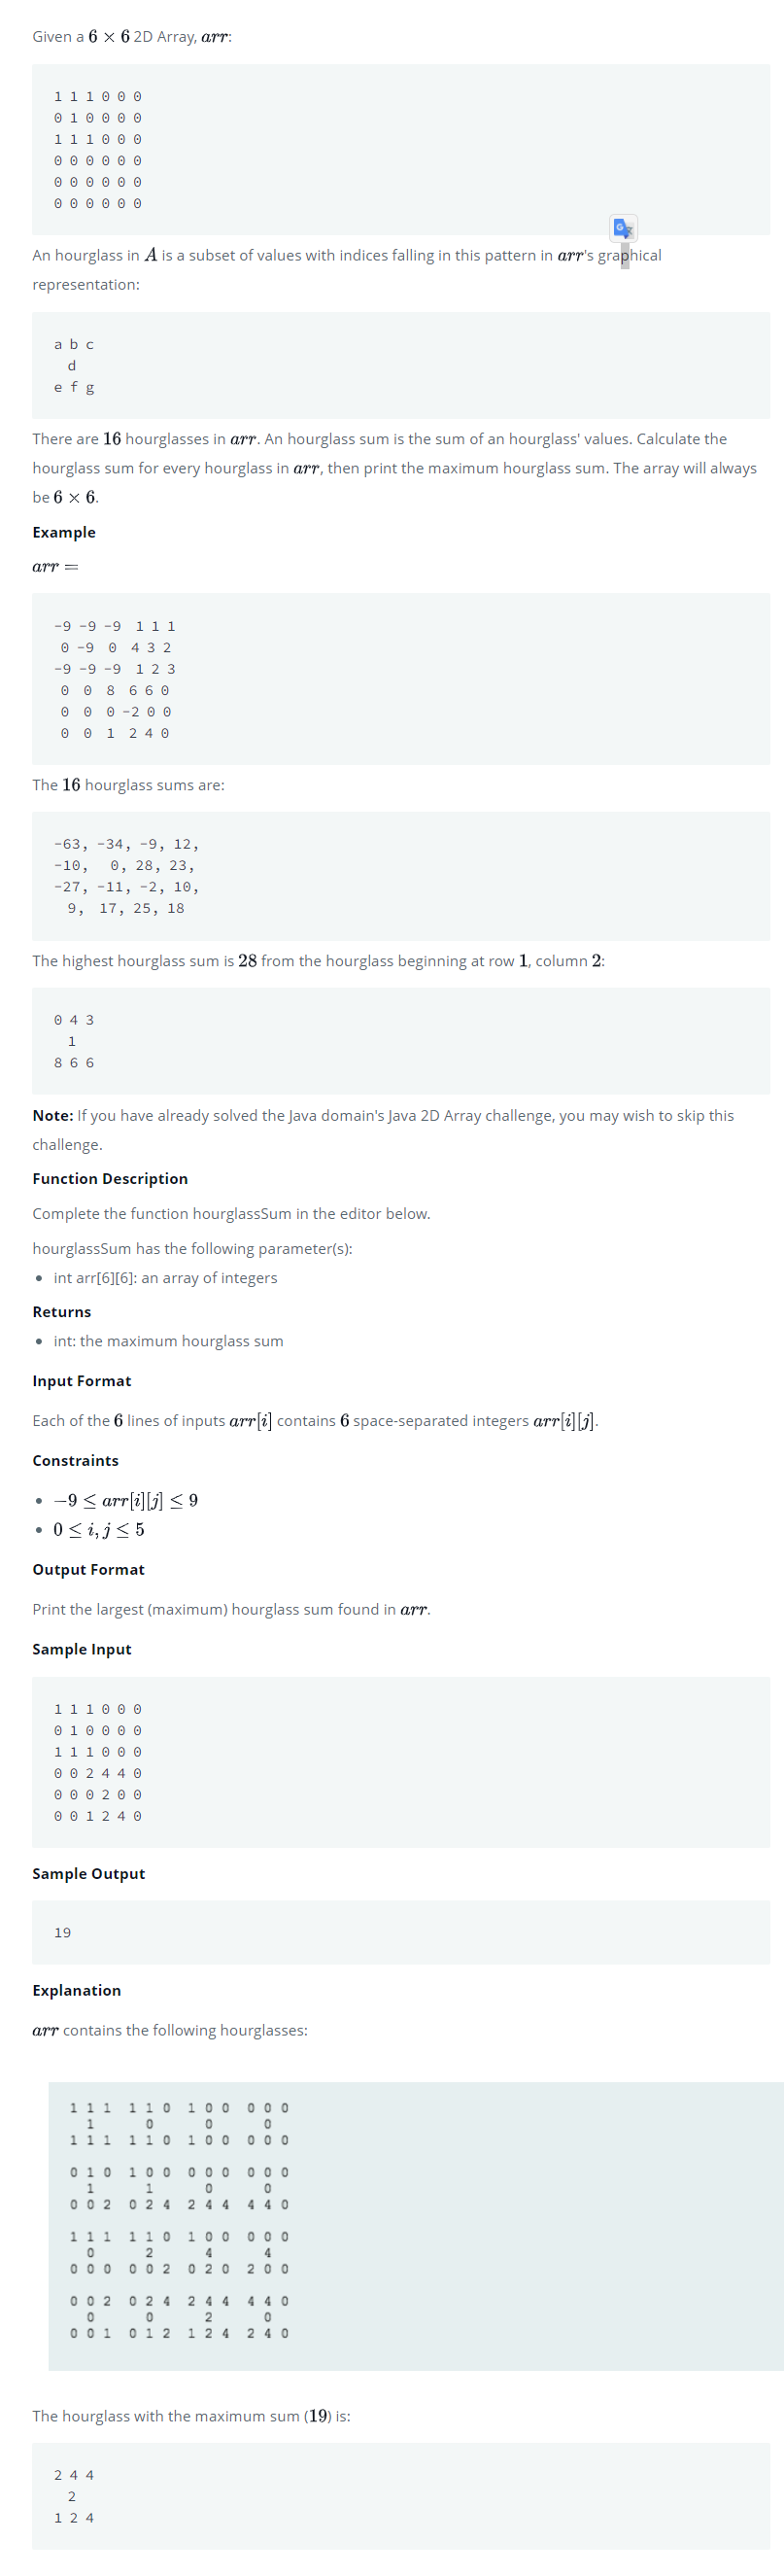 Given a 6 × 6 2D Array, arr:
1 1 1 0 0 0
0 1 0 0 0 0
1 1 1 0 0 0
0 0 0 0 0 0
0 0 0 0 0 0
0 0 0 0 0 0
An hourglass in A is a subset of values with indices falling in this pattern in arr's graphical
representation:
a b c
d
e f g
There are 16 hourglasses in arr. An hourglass sum is the sum of an hourglass' values. Calculate the
hourglass sum for every hourglass in arr, then print the maximum hourglass sum. The array will always
be 6 × 6.
Example
arr =
-9 -9 -9 1 1 1
0 -9 0 4 3 2
-9 -9 -9 1 2 3
0 0 8 6 6 0
0 0 0 -2 0 0
0 0 1 2 4 0
The 16 hourglass sums are:
-63, -34, -9, 12,
-10, 0, 28, 23,
-27, -11, -2, 10,
9, 17, 25, 18
The highest hourglass sum is 28 from the hourglass beginning at row 1, column 2:
0 4 3
1
8 6 6
Note: If you have already solved the Java domain's Java 2D Array challenge, you may wish to skip this
challenge.
Function Description
Complete the function hourglassSum in the editor below.
hourglassSum has the following parameter(s):
• int arr[6][6]: an array of integers
Returns
• int: the maximum hourglass sum
Input Format
Each of the 6 lines of inputs arr[i] contains 6 space-separated integers arr[i][j].
Constraints
• −9 ≤ arr[i][j] ≤ 9
• 0 ≤ i, j ≤ 5
Output Format
Print the largest (maximum) hourglass sum found in arr.
Sample Input
1 1 1 0 0 0
0 1 0 0 0 0
1 1 1 0 0 0
0 0 2 4 4 0
0 0 0 2 0 0
0 0 1 2 4 0
Sample Output
19
Explanation
arr contains the following hourglasses:
1 1 1 1 1 0 1 0 0 0 0 0
1 0 0 0
1 1 1 1 1 0 1 0 0 0 0 0
0 1 0 1 0 0 0 0 0 0 0 0
1 1 0 0
0 0 2 0 2 4 2 4 4 4 4 0
1 1 1 1 1 0 1 0 0 0 0 0
0 2 4 4
0 0 0 0 0 2 0 2 0 2 0 0
0 0 2 0 2 4 2 4 4 4 4 0
0 0 2 0
0 0 1 0 1 2 1 2 4 2 4 0
The hourglass with the maximum sum (19) is:
2 4 4
2
1 2 4